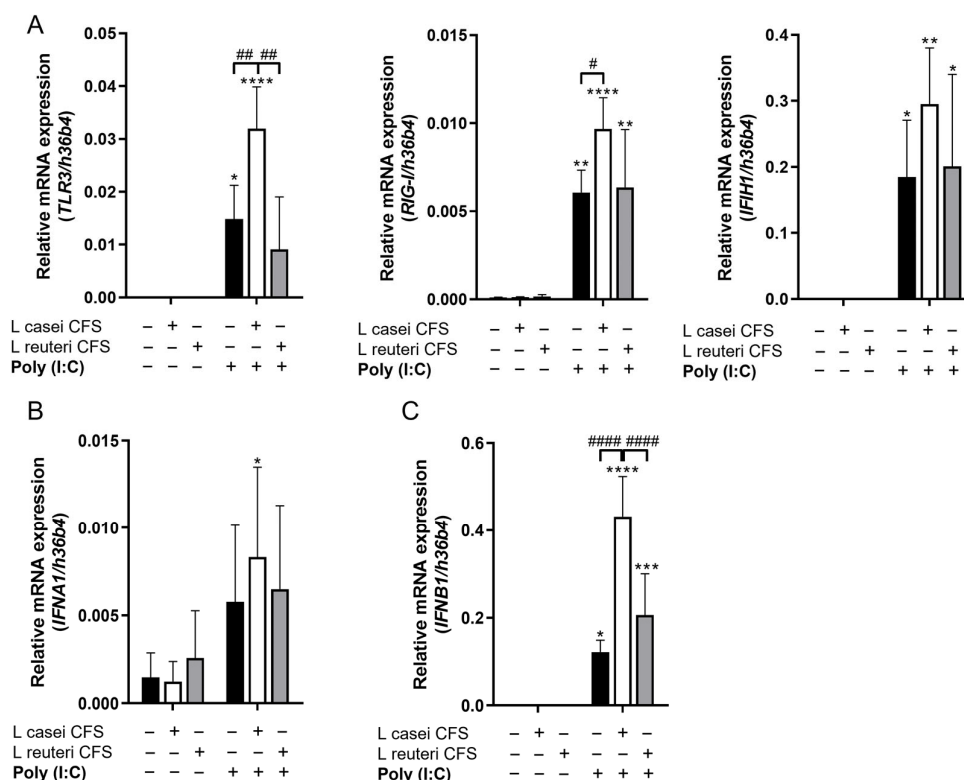 A
Relative mRNA expression
(TLR3/h36b4)
0.05
0.04
0.03
0.02
0.01
0.00
## ##
* **** 
L casei CFS – + – – + –
L reuteri CFS – – + – – +
Poly (I:C) – – – + + +
Relative mRNA expression
(RIG-I/h36b4)
0.015
0.010
0.005
0.000
#
** **** **
L casei CFS – + – – + –
L reuteri CFS – – + – – +
Poly (I:C) – – – + + +
Relative mRNA expression
(IFIH1/h36b4)
0.4
0.3
0.2
0.1
0.0
* ** *
L casei CFS – + – – + –
L reuteri CFS – – + – – +
Poly (I:C) – – – + + +
B
Relative mRNA expression
(IFNA1/h36b4)
0.015
0.010
0.005
0.000
*
L casei CFS – + – – + –
L reuteri CFS – – + – – +
Poly (I:C) – – – + + +
C
Relative mRNA expression
(IFNB1/h36b4)
0.6
0.4
0.2
0.0
#### ####
* **** ***
L casei CFS – + – – + –
L reuteri CFS – – + – – +
Poly (I:C) – – – + + +